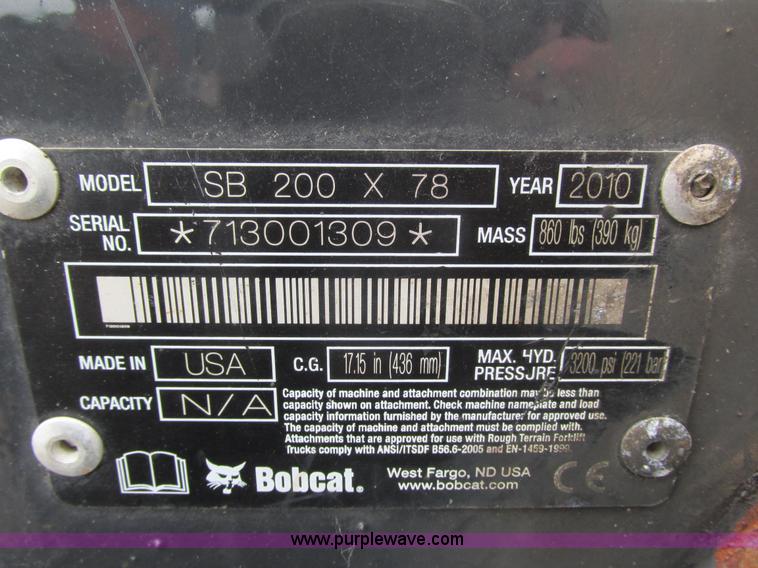 MODEL SB 200 X 78 YEAR 2010
SERIAL NO. *713001309* MASS 860 lbs (390 kg)
MADE IN USA C.G. 17.15 in (436 mm) MAX. HYD. PRESSURE 3200 psi (221 bar)
CAPACITY N/A
Capacity of machine and attachment combination may be less than
capacity shown on attachment. Check machine nameplate and load
capacity information furnished by the manufacturer for approved use.
The capacity of machine and attachment must be complied with.
Attachments that are approved for use with Rough Terrain Forklift
Trucks comply with ANSI/ITSDF B56.6-2005 and EN-1459-1999.
Bobcat.
West Fargo, ND USA
www.bobcat.com
CE
www.purplewave.com